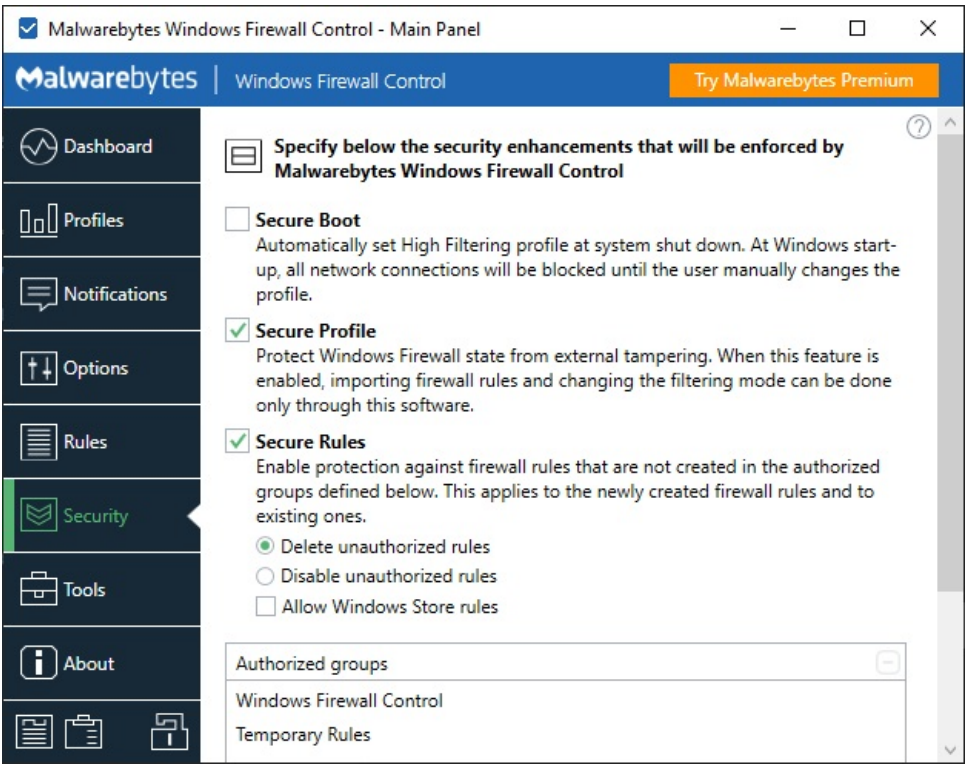 Malwarebytes Windows Firewall Control - Main Panel
Malwarebytes | Windows Firewall Control
Try Malwarebytes Premium
Dashboard
Profiles
Notifications
Options
Rules
Security
Tools
About
Specify below the security enhancements that will be enforced by
Malwarebytes Windows Firewall Control
Secure Boot
Automatically set High Filtering profile at system shut down. At Windows start-
up, all network connections will be blocked until the user manually changes the
profile.
Secure Profile
Protect Windows Firewall state from external tampering. When this feature is
enabled, importing firewall rules and changing the filtering mode can be done
only through this software.
Secure Rules
Enable protection against firewall rules that are not created in the authorized
groups defined below. This applies to the newly created firewall rules and to
existing ones.
Delete unauthorized rules
Disable unauthorized rules
Allow Windows Store rules
Authorized groups
Windows Firewall Control
Temporary Rules